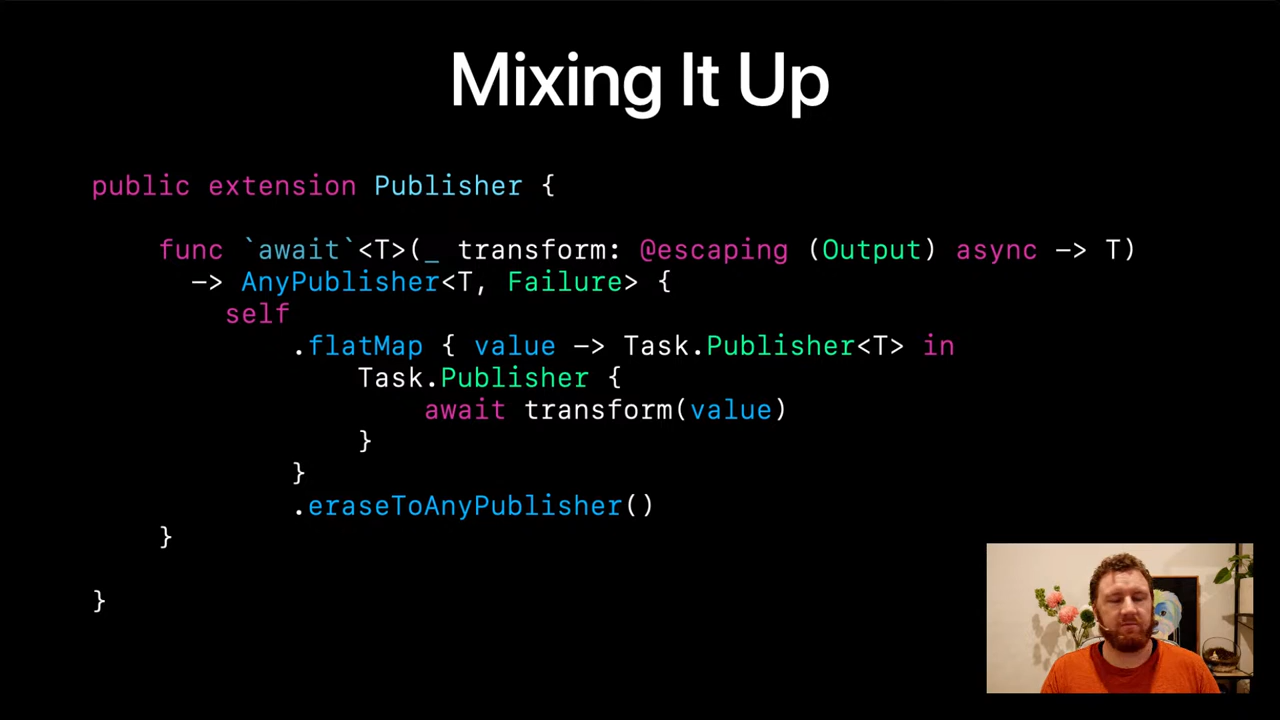 Mixing It Up
public extension Publisher {
func `await`<T>(_ transform: @escaping (Output) async -> T)
-> AnyPublisher<T, Failure> {
self
.flatMap { value -> Task.Publisher<T> in
Task.Publisher {
await transform(value)
}
}
.eraseToAnyPublisher()
}
}